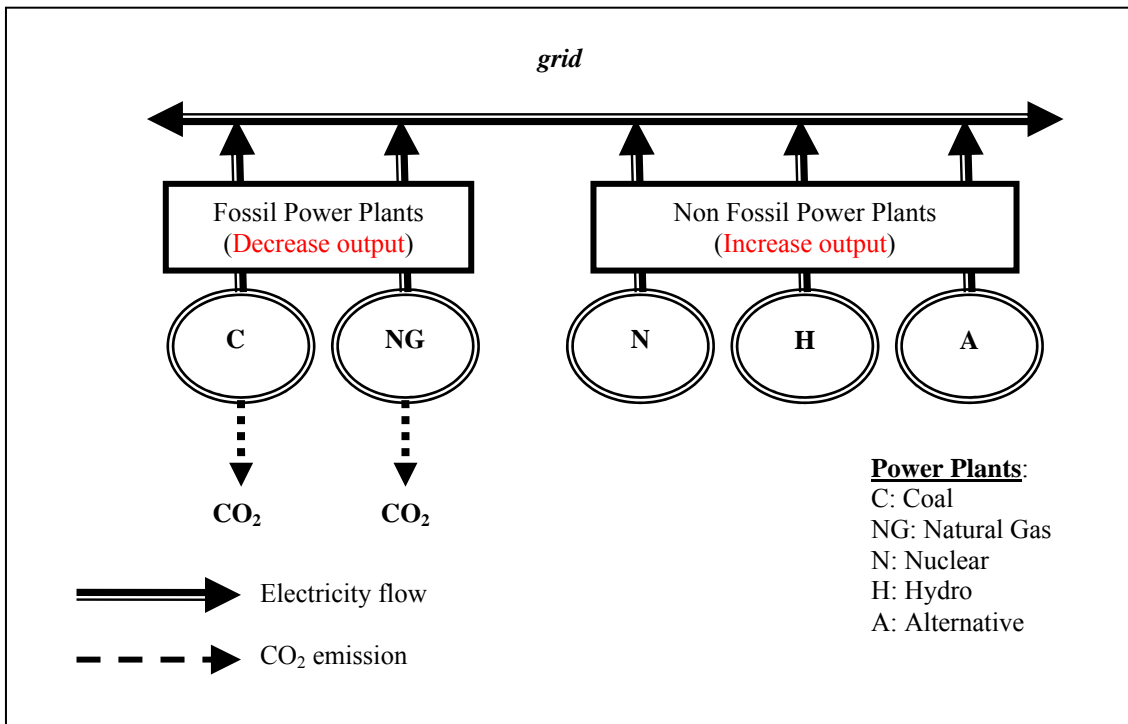 grid
Fossil Power Plants
(Decrease output)
Non Fossil Power Plants
(Increase output)
C
NG
N
H
A
CO₂
CO₂
Power Plants:
C: Coal
NG: Natural Gas
N: Nuclear
H: Hydro
A: Alternative
Electricity flow
CO₂ emission